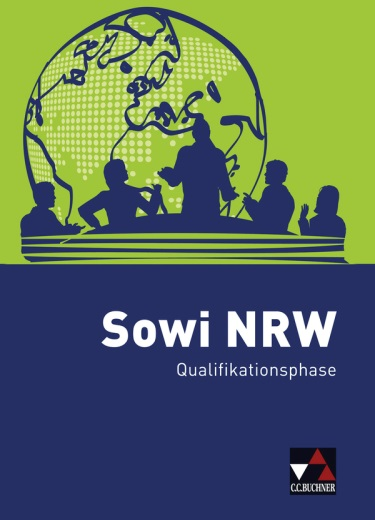 Sowi NRW
Qualifikationsphase
C.C.BUCHNER